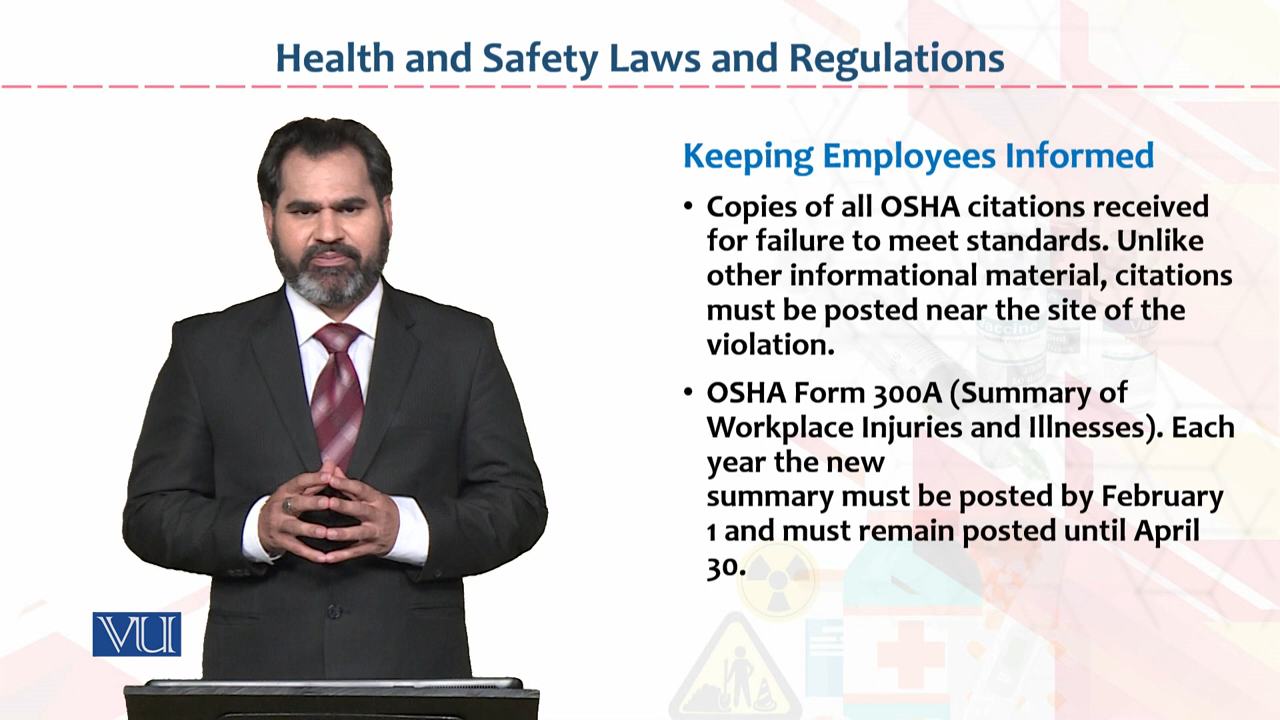 Health and Safety Laws and Regulations
Keeping Employees Informed
• Copies of all OSHA citations received
for failure to meet standards. Unlike
other informational material, citations
must be posted near the site of the
violation.
• OSHA Form 300A (Summary of
Workplace Injuries and Illnesses). Each
year the new
summary must be posted by February
1 and must remain posted until April
30.
VU
vaccine